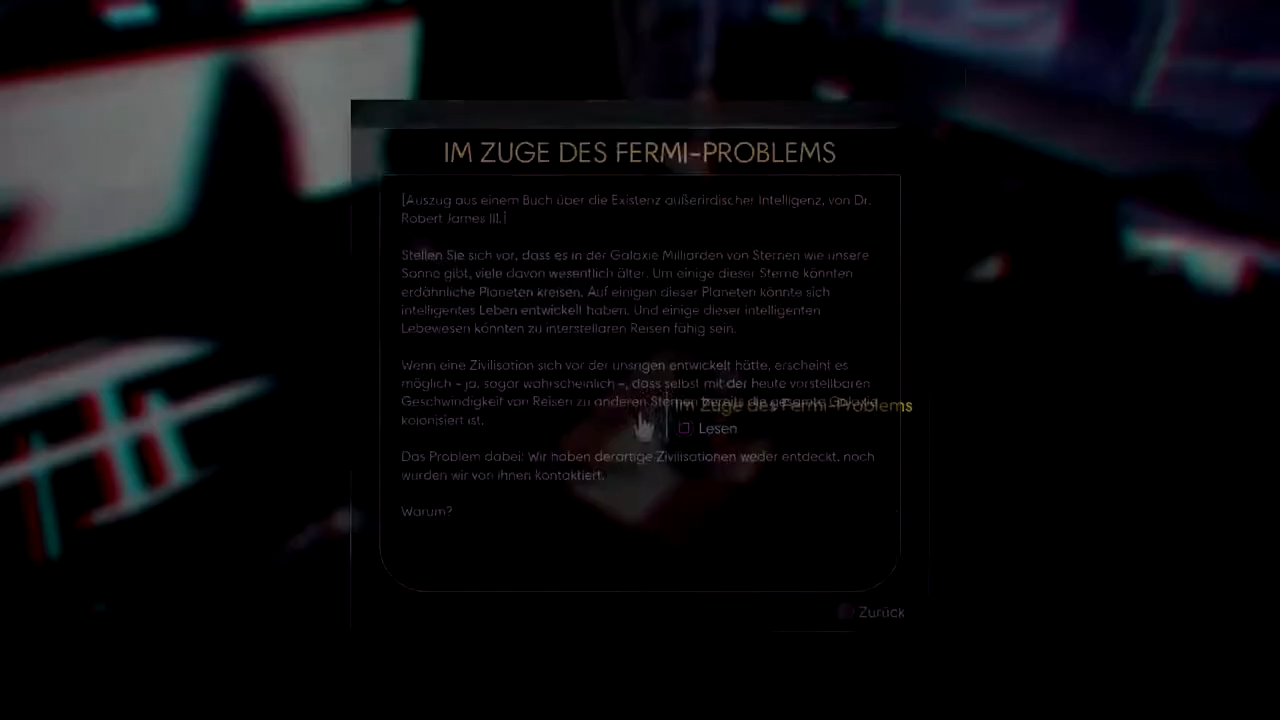 IM ZUGE DES FERMI-PROBLEMS
[Auszug aus einem Buch über die Existenz außerirdischer Intelligenz, von Dr.
Robert James III.]
Stellen Sie sich vor, dass es in der Galaxie Milliarden von Sternen wie unsere
Sonne gibt, viele davon wesentlich älter. Um einige dieser Sterne könnten
erdähnliche Planeten kreisen. Auf einigen dieser Planeten könnte sich
intelligentes Leben entwickelt haben. Und einige dieser intelligenten
Lebewesen könnten zu interstellaren Reisen fähig sein.
Wenn eine Zivilisation sich vor der unsrigen entwickelt hätte, erscheint es
möglich – ja, sogar wahrscheinlich –, dass selbst mit der heute vorstellbaren
Geschwindigkeit von Reisen zu anderen Sternen bereits die gesamte Galaxie
kolonisiert ist.
Im Zuge des Fermi-Problems
Lesen
Das Problem dabei: Wir haben derartige Zivilisationen weder entdeckt, noch
wurden wir von ihnen kontaktiert.
Warum?
Zurück